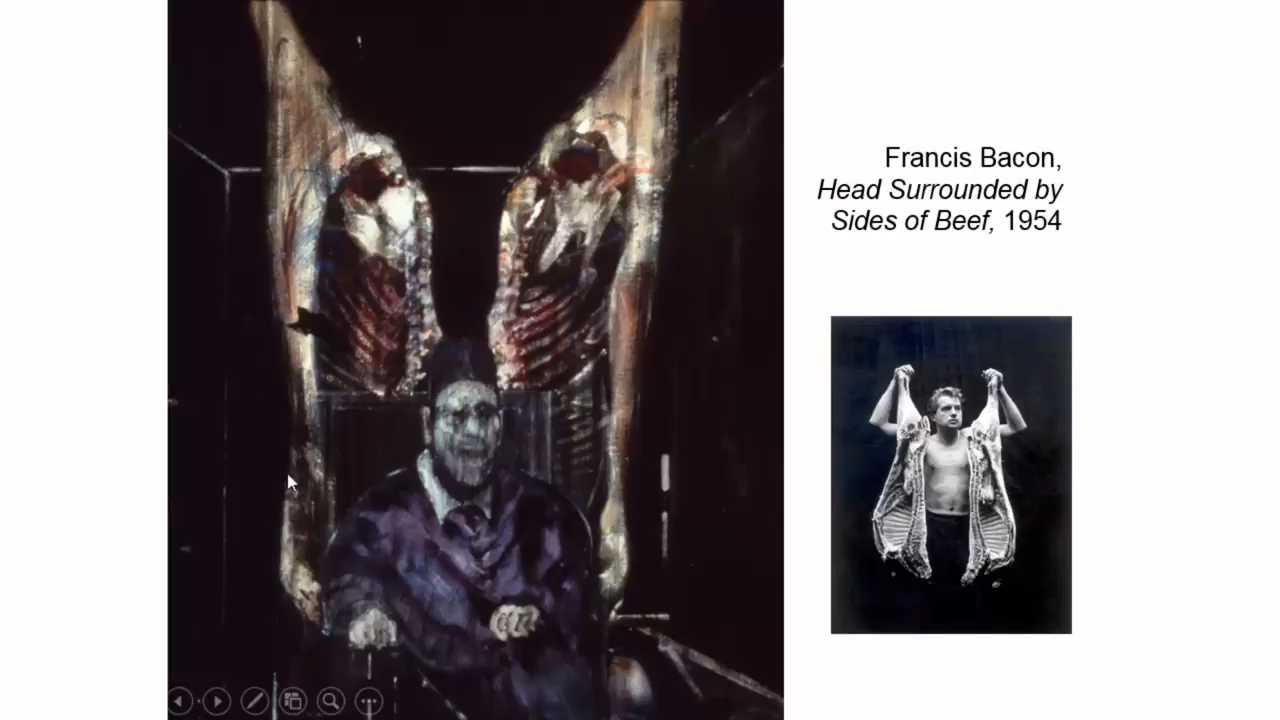 Francis Bacon,
Head Surrounded by
Sides of Beef, 1954